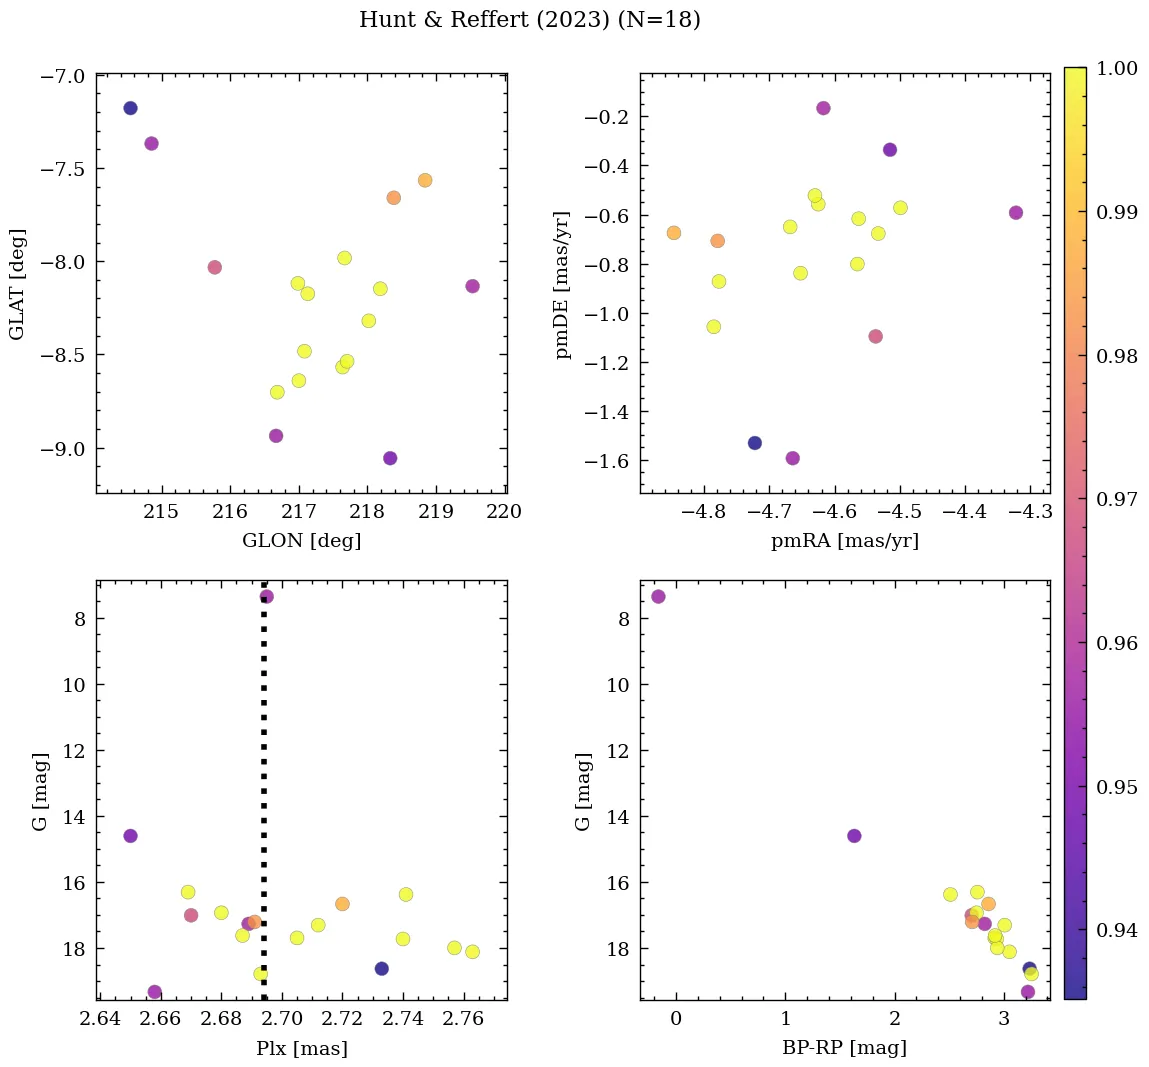 Hunt & Reffert (2023) (N=18)
−7.0
−7.5
−8.0
−8.5
−9.0
GLAT [deg]
215 216 217 218 219 220
GLON [deg]
−0.2
−0.4
−0.6
−0.8
−1.0
−1.2
−1.4
−1.6
pmDE [mas/yr]
−4.8 −4.7 −4.6 −4.5 −4.4 −4.3
pmRA [mas/yr]
1.00
0.99
0.98
0.97
0.96
0.95
0.94
8
10
12
14
16
18
G [mag]
2.64 2.66 2.68 2.70 2.72 2.74 2.76
Plx [mas]
8
10
12
14
16
18
G [mag]
0 1 2 3
BP-RP [mag]